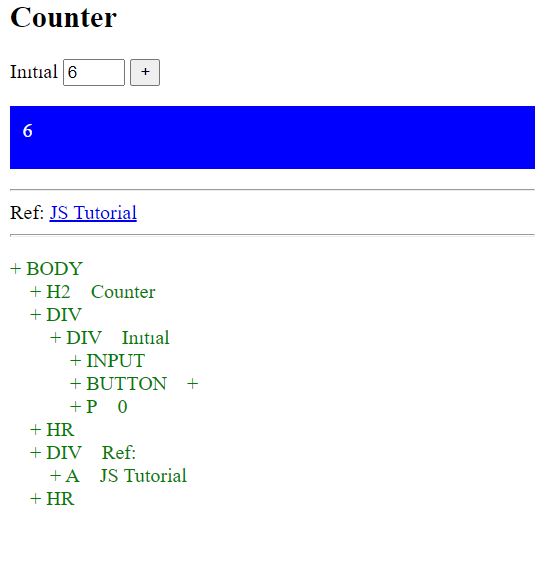 Counter
Initial 6 +
6
Ref: JS Tutorial
+ BODY
+ H2 Counter
+ DIV
+ DIV Initial
+ INPUT
+ BUTTON +
+ P 0
+ HR
+ DIV Ref:
+ A JS Tutorial
+ HR